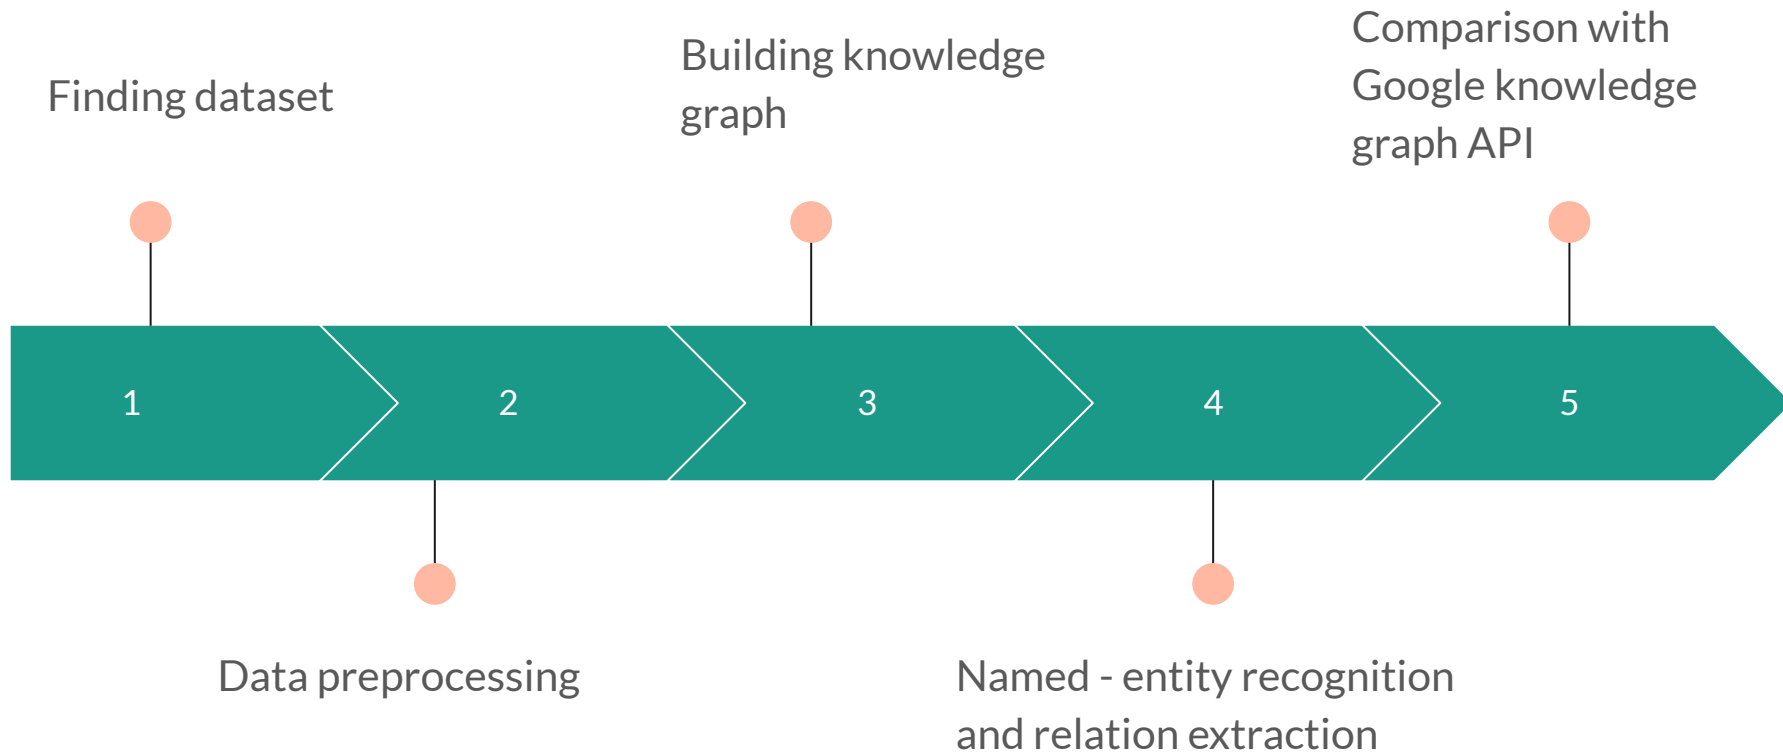 Finding dataset
Building knowledge
graph
Comparison with
Google knowledge
graph API
1
2
3
4
5
Data preprocessing
Named - entity recognition
and relation extraction